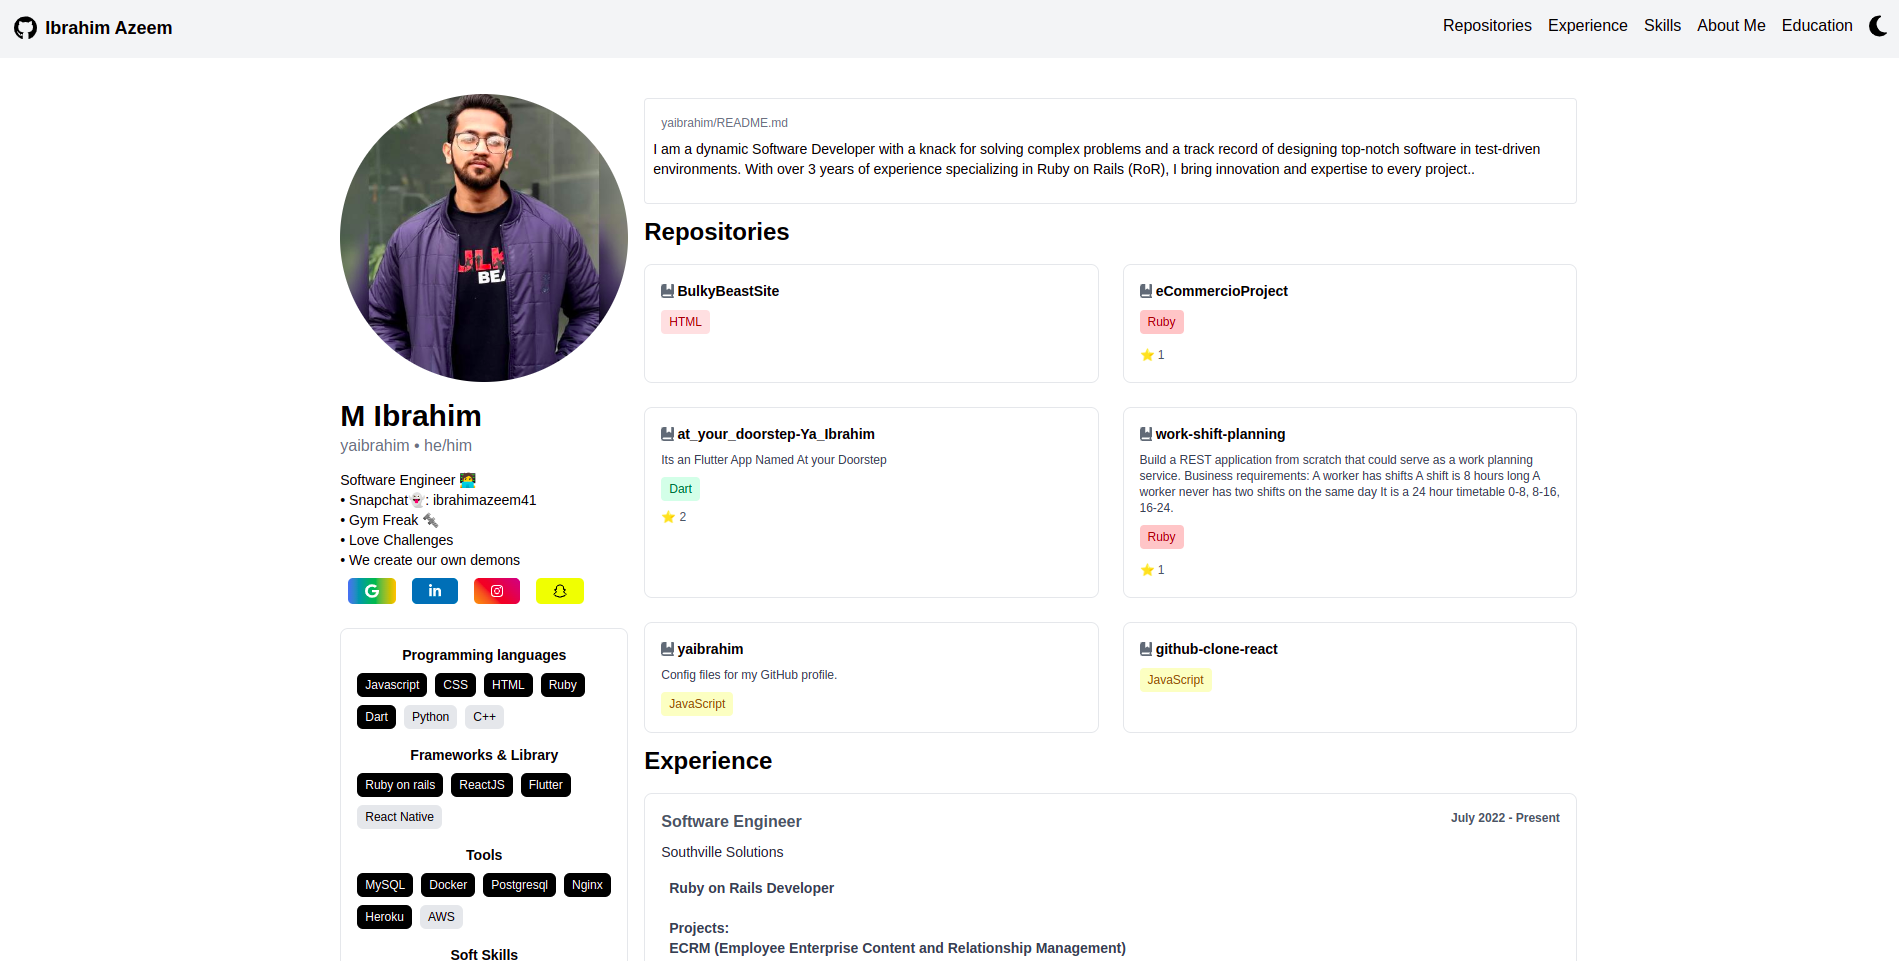 Ibrahim Azeem
Repositories Experience Skills About Me Education
yaibrahim/README.md
I am a dynamic Software Developer with a knack for solving complex problems and a track record of designing top-notch software in test-driven
environments. With over 3 years of experience specializing in Ruby on Rails (RoR), I bring innovation and expertise to every project..
M Ibrahim
yaibrahim • he/him
Software Engineer 🧑‍💻
• Snapchat👻: ibrahimazeem41
• Gym Freak 🔩
• Love Challenges
• We create our own demons
Programming languages
Javascript CSS HTML Ruby
Dart Python C++
Frameworks & Library
Ruby on rails ReactJS Flutter
React Native
Tools
MySQL Docker Postgresql Nginx
Heroku AWS
Soft Skills
Repositories
BulkyBeastSite
HTML
eCommercioProject
Ruby
⭐ 1
at_your_doorstep-Ya_Ibrahim
Its an Flutter App Named At your Doorstep
Dart
⭐ 2
work-shift-planning
Build a REST application from scratch that could serve as a work planning
service. Business requirements: A worker has shifts A shift is 8 hours long A
worker never has two shifts on the same day It is a 24 hour timetable 0-8, 8-16,
16-24.
Ruby
⭐ 1
yaibrahim
Config files for my GitHub profile.
JavaScript
github-clone-react
JavaScript
Experience
Software Engineer
July 2022 - Present
Southville Solutions
Ruby on Rails Developer
Projects:
ECRM (Employee Enterprise Content and Relationship Management)